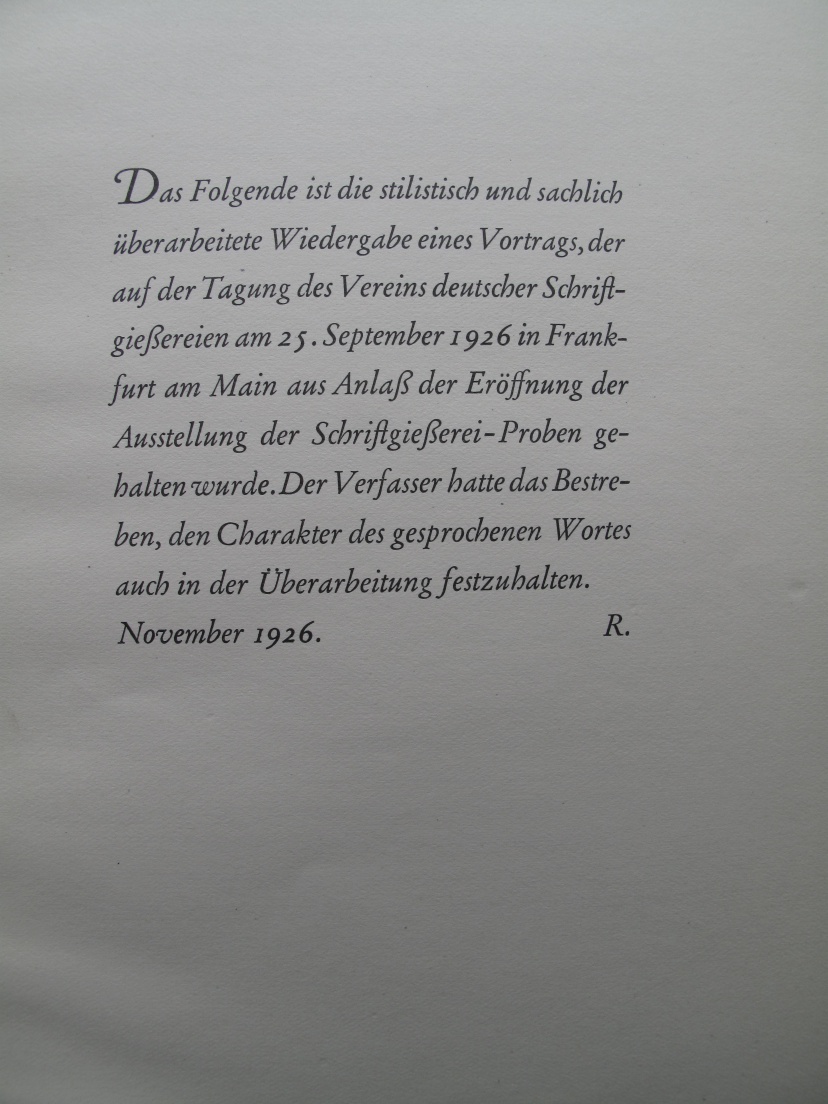 Das Folgende ist die stilistisch und sachlich
überarbeitete Wiedergabe eines Vortrags, der
auf der Tagung des Vereins deutscher Schrift-
gießereien am 25. September 1926 in Frank-
furt am Main aus Anlaß der Eröffnung der
Ausstellung der Schriftgießerei-Proben ge-
halten wurde. Der Verfasser hatte das Bestre-
ben, den Charakter des gesprochenen Wortes
auch in der Überarbeitung festzuhalten.
November 1926. R.